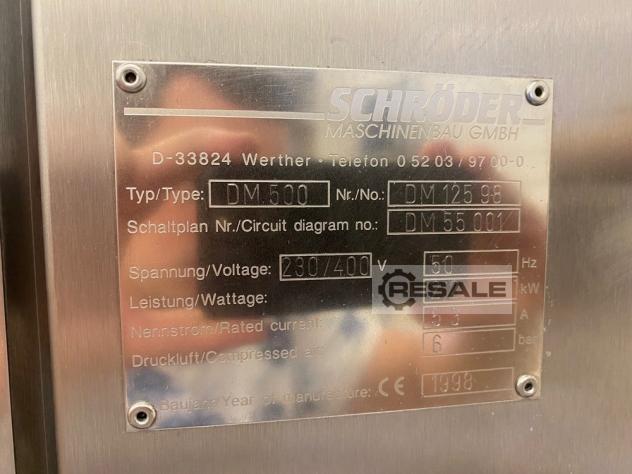 SCHRÖDER
MASCHINENBAU GMBH
D-33824 Werther · Telefon 0 52 03 / 97 00-0
Typ/Type: DM 500 Nr./No.: DM 125 98
Schaltplan Nr./Circuit diagram no.: DM 55 001
Spannung/Voltage: 230/400 V 50 Hz
Leistung/Wattage: kW
RESALE
Nennstrom/Rated current: A
Druckluft/Compressed air: 6 bar
Baujahr/Year of manufacture: CE 1998